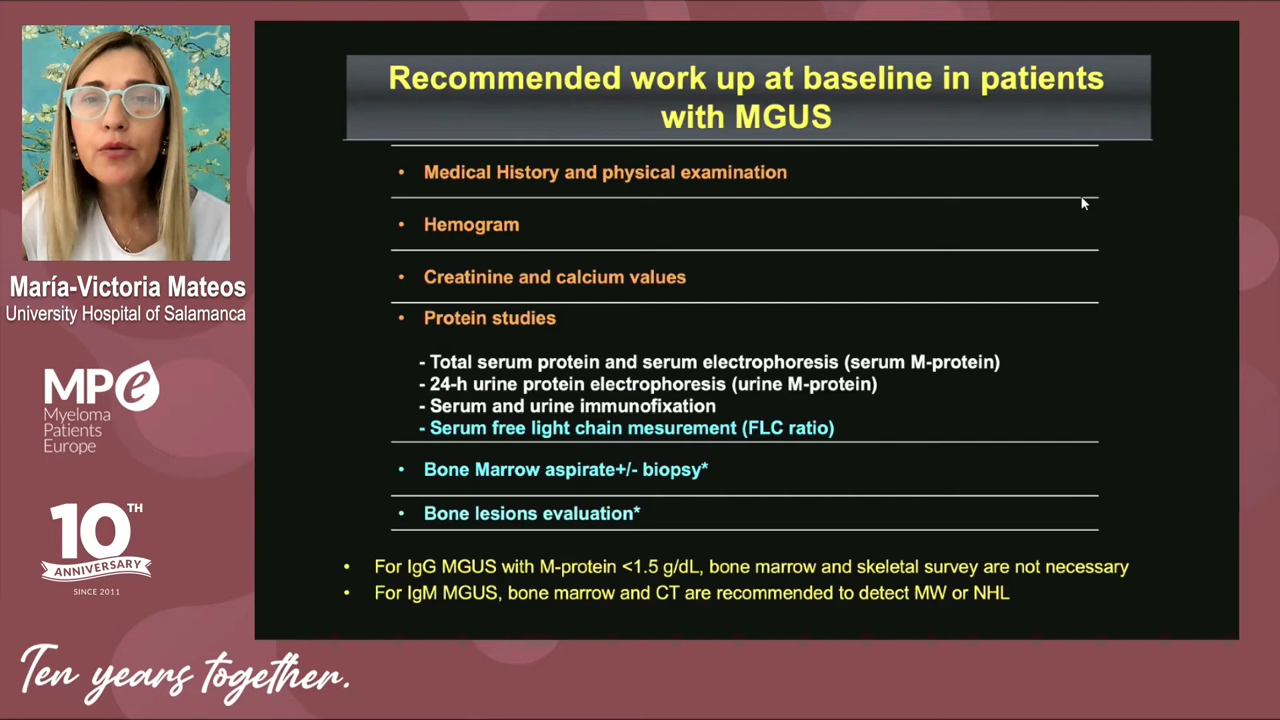 Recommended work up at baseline in patients
with MGUS
• Medical History and physical examination
• Hemogram
• Creatinine and calcium values
• Protein studies
- Total serum protein and serum electrophoresis (serum M-protein)
- 24-h urine protein electrophoresis (urine M-protein)
- Serum and urine immunofixation
- Serum free light chain mesurement (FLC ratio)
• Bone Marrow aspirate+/- biopsy*
• Bone lesions evaluation*
• For IgG MGUS with M-protein <1.5 g/dL, bone marrow and skeletal survey are not necessary
• For IgM MGUS, bone marrow and CT are recommended to detect MW or NHL
María-Victoria Mateos
University Hospital of Salamanca
MPe
Myeloma
Patients
Europe
10TH
ANNIVERSARY
SINCE 2011
Ten years together.